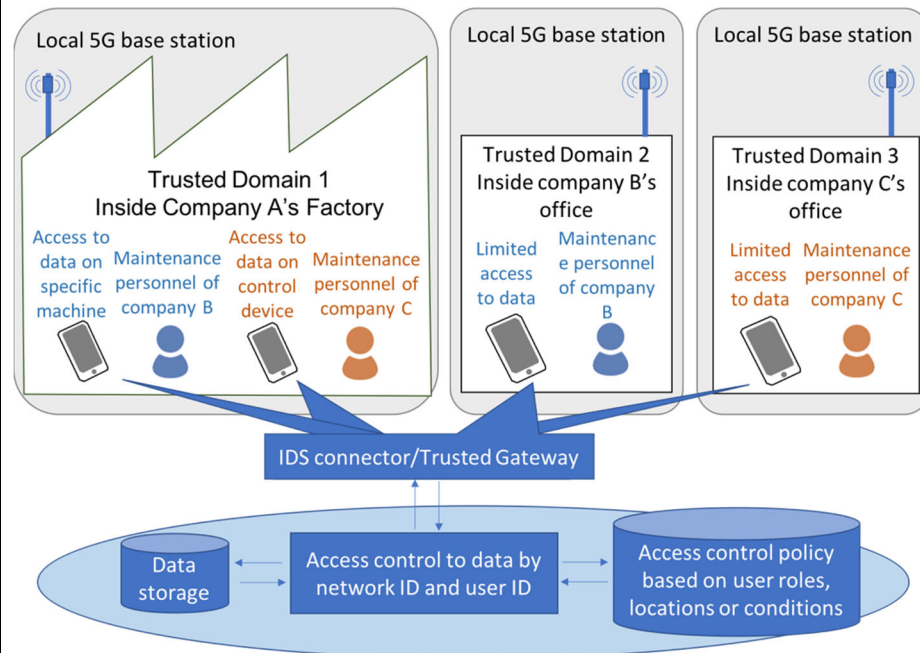 Local 5G base station
Trusted Domain 1
Inside Company A's Factory
Access to
data on
specific
machine
Maintenance
personnel of
company B
Access to
data on
control
device
Maintenance
personnel of
company C
Local 5G base station
Trusted Domain 2
Inside company B's
office
Limited
access
to data
Maintenanc
e personnel
of company
B
Local 5G base station
Trusted Domain 3
Inside company C's
office
Limited
access
to data
Maintenance
personnel of
company C
IDS connector/Trusted Gateway
Data
storage
Access control to data by
network ID and user ID
Access control policy
based on user roles,
locations or conditions